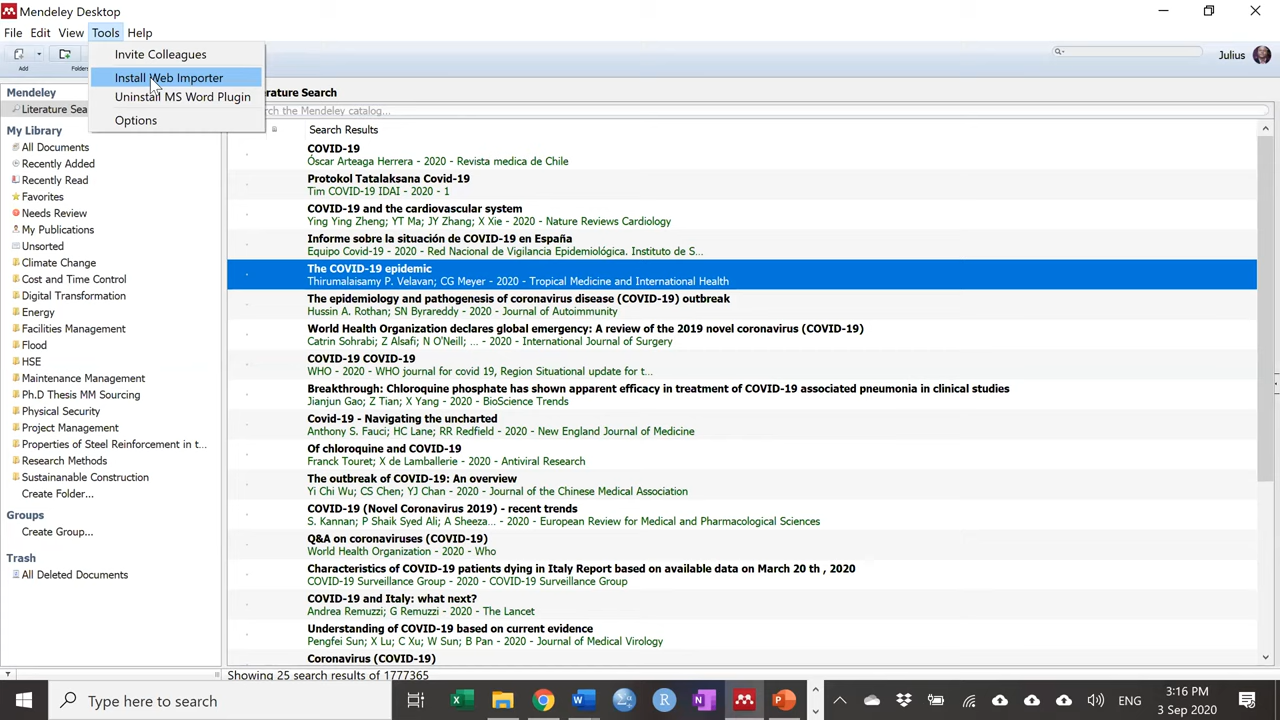 Mendeley Desktop
File Edit View Tools Help
Invite Colleagues
Install Web Importer
Uninstall MS Word Plugin
Options
Add
Folders
Julius
Mendeley
Literature Sea
My Library
All Documents
Recently Added
Recently Read
Favorites
Needs Review
My Publications
Unsorted
Climate Change
Cost and Time Control
Digital Transformation
Energy
Facilities Management
Flood
HSE
Maintenance Management
Ph.D Thesis MM Sourcing
Physical Security
Project Management
Properties of Steel Reinforcement in t...
Research Methods
Sustainanable Construction
Create Folder...
Groups
Create Group...
Trash
All Deleted Documents
iterature Search
the Mendeley catalog...
Search Results
COVID-19
Óscar Arteaga Herrera - 2020 - Revista medica de Chile
Protokol Tatalaksana Covid-19
Tim COVID-19 IDAI - 2020 - 1
COVID-19 and the cardiovascular system
Ying Ying Zheng; YT Ma; JY Zhang; X Xie - 2020 - Nature Reviews Cardiology
Informe sobre la situación de COVID-19 en España
Equipo Covid-19 - 2020 - Red Nacional de Vigilancia Epidemiológica. Instituto de S...
The COVID-19 epidemic
Thirumalaisamy P. Velavan; CG Meyer - 2020 - Tropical Medicine and International Health
The epidemiology and pathogenesis of coronavirus disease (COVID-19) outbreak
Hussin A. Rothan; SN Byrareddy - 2020 - Journal of Autoimmunity
World Health Organization declares global emergency: A review of the 2019 novel coronavirus (COVID-19)
Catrin Sohrabi; Z Alsafi; N O'Neill; ... - 2020 - International Journal of Surgery
COVID-19 COVID-19
WHO - 2020 - WHO journal for covid 19, Region Situational update for t...
Breakthrough: Chloroquine phosphate has shown apparent efficacy in treatment of COVID-19 associated pneumonia in clinical studies
Jianjun Gao; Z Tian; X Yang - 2020 - BioScience Trends
Covid-19 - Navigating the uncharted
Anthony S. Fauci; HC Lane; RR Redfield - 2020 - New England Journal of Medicine
Of chloroquine and COVID-19
Franck Touret; X de Lamballerie - 2020 - Antiviral Research
The outbreak of COVID-19: An overview
Yi Chi Wu; CS Chen; YJ Chan - 2020 - Journal of the Chinese Medical Association
COVID-19 (Novel Coronavirus 2019) - recent trends
S. Kannan; P Shaik Syed Ali; A Sheeza... - 2020 - European Review for Medical and Pharmacological Sciences
Q&A on coronaviruses (COVID-19)
World Health Organization - 2020 - Who
Characteristics of COVID-19 patients dying in Italy Report based on available data on March 20 th , 2020
COVID-19 Surveillance Group - 2020 - COVID-19 Surveillance Group
COVID-19 and Italy: what next?
Andrea Remuzzi; G Remuzzi - 2020 - The Lancet
Understanding of COVID-19 based on current evidence
Pengfei Sun; X Lu; C Xu; W Sun; B Pan - 2020 - Journal of Medical Virology
Coronavirus (COVID-19)
Showing 25 search results of 1777365
Type here to search
ENG
3:16 PM
3 Sep 2020